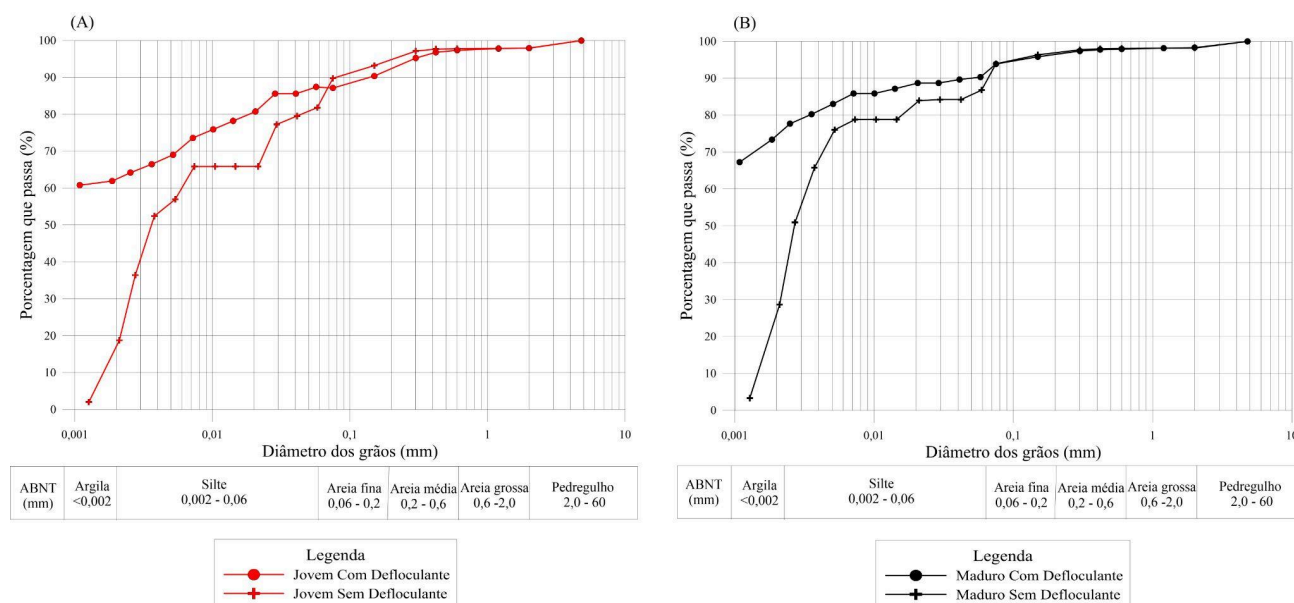 (A)
Porcentagem que passa (%)
100
90
80
70
60
50
40
30
20
10
0
0,001
0,01
0,1
1
10
Diâmetro dos grãos (mm)
ABNT
(mm)
Argila
<0,002
Silte
0,002 - 0,06
Areia fina
0,06 - 0,2
Areia média
0,2 - 0,6
Areia grossa
0,6 -2,0
Pedregulho
2,0 - 60
Legenda
Jovem Com Defloculante
Jovem Sem Defloculante
(B)
Porcentagem que passa (%)
100
90
80
70
60
50
40
30
20
10
0
0,001
0,01
0,1
1
10
Diâmetro dos grãos (mm)
ABNT
(mm)
Argila
<0,002
Silte
0,002 - 0,06
Areia fina
0,06 - 0,2
Areia média
0,2 - 0,6
Areia grossa
0,6 -2,0
Pedregulho
2,0 - 60
Legenda
Maduro Com Defloculante
Maduro Sem Defloculante